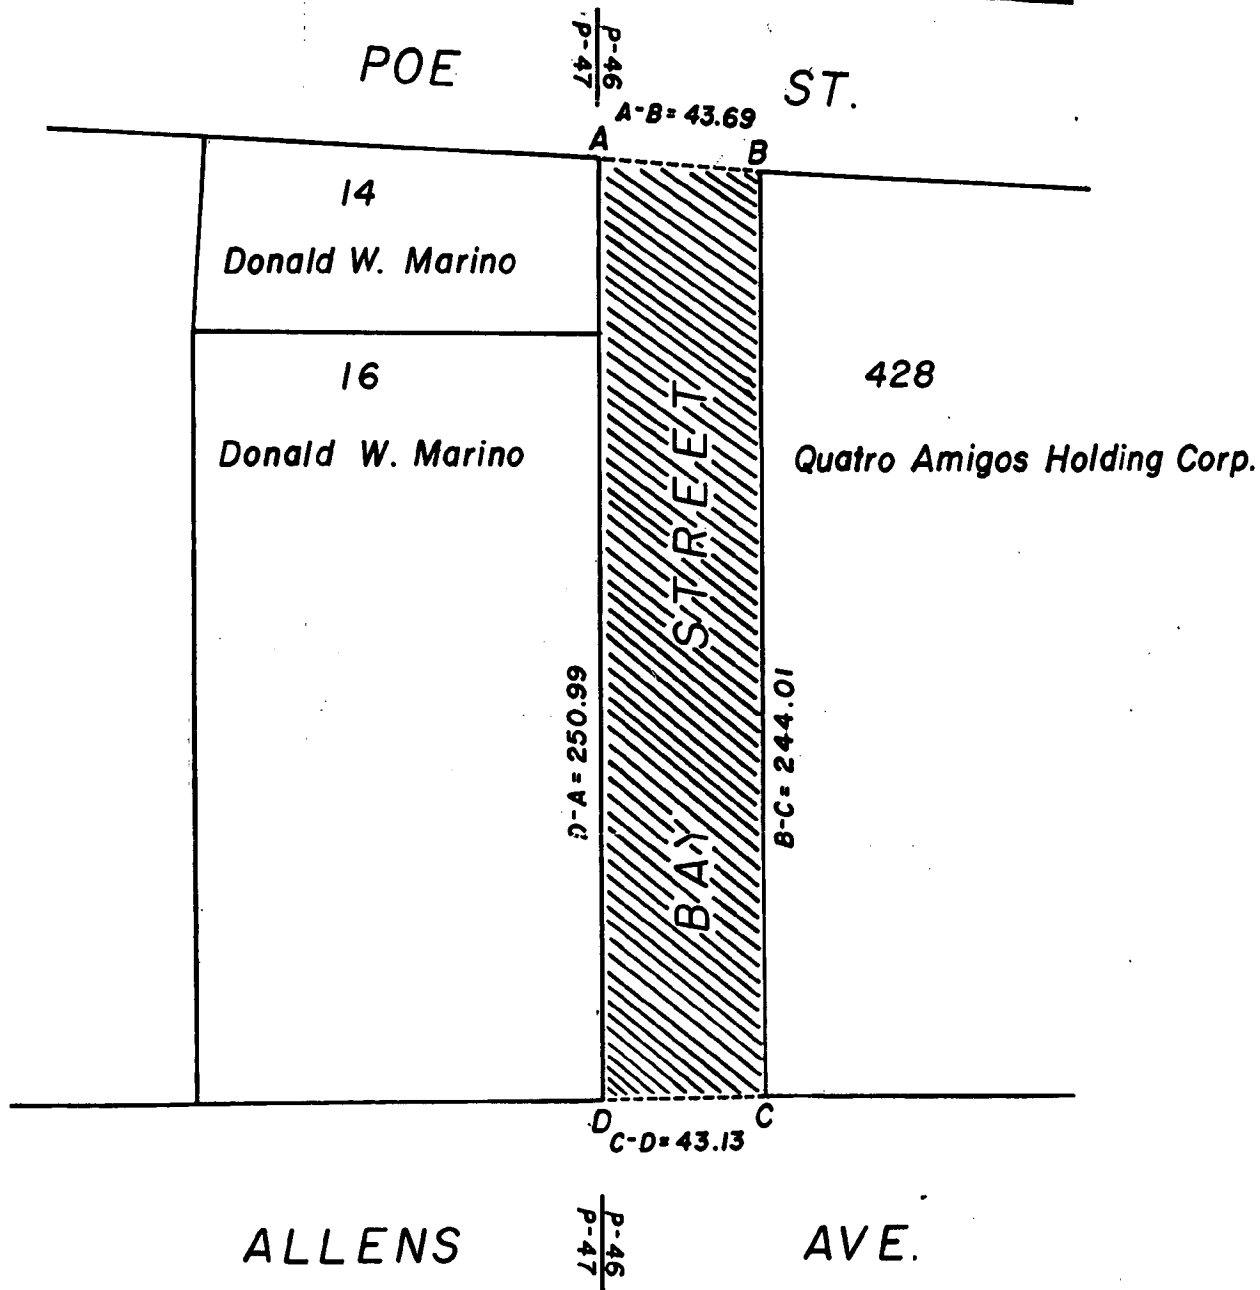 POE ST.
P-46
P-47
A-B= 43.69
A
B
14
Donald W. Marino
16
Donald W. Marino
428
Quatro Amigos Holding Corp.
BAY STREET
D-A = 250.99
B-C = 244.01
D
C
C-D= 43.13
P-46
P-47
ALLENS AVE.